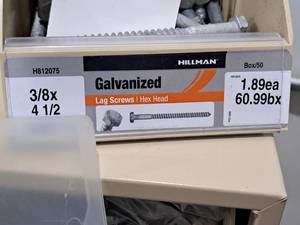 HILLMAN
Box/50
H812075
Galvanized
Lag Screws | Hex Head
3/8x
4 1/2
1.89ea
60.99bx